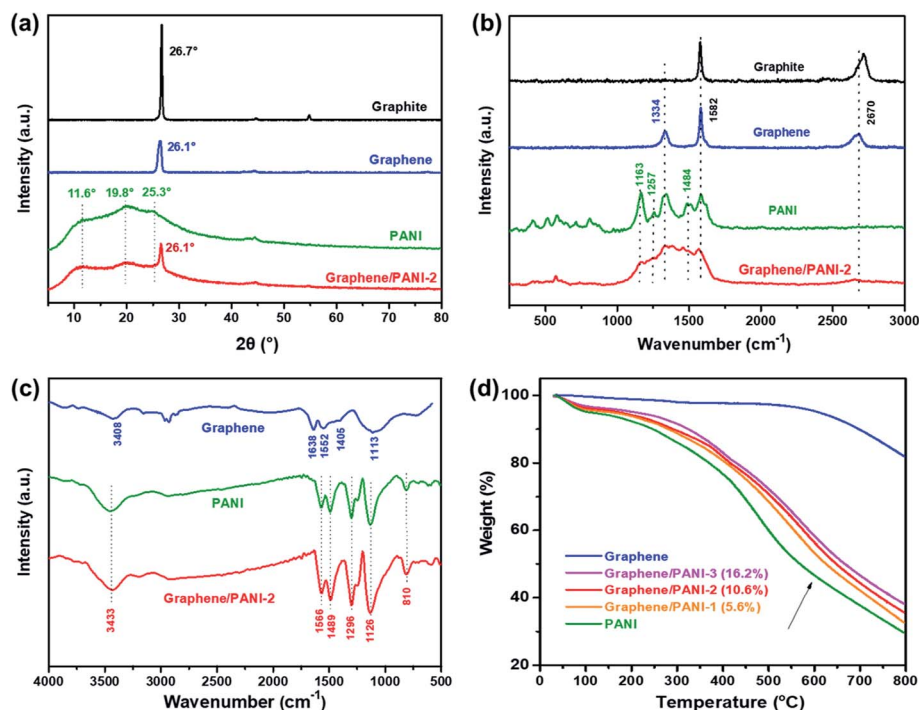 (a)
26.7°
Graphite
26.1°
Graphene
11.6° 19.8° 25.3°
PANI
26.1°
Graphene/PANI-2
Intensity (a.u.)
5 10 20 30 40 50 60 70 80
2θ (°)
(b)
Graphite
1334
1582
2670
Graphene
1163
1257
1484
PANI
Graphene/PANI-2
Intensity (a.u.)
500 1000 1500 2000 2500 3000
Wavenumber (cm-1)
(c)
Graphene
3408
1638
1552
1405
1113
PANI
Graphene/PANI-2
3433
1566
1489
1296
1126
810
Intensity (a.u.)
4000 3500 3000 2500 2000 1500 1000 500
Wavenumber (cm-1)
(d)
100
80
60
40
20
Weight (%)
Graphene
Graphene/PANI-3 (16.2%)
Graphene/PANI-2 (10.6%)
Graphene/PANI-1 (5.6%)
PANI
0 100 200 300 400 500 600 700 800
Temperature (°C)